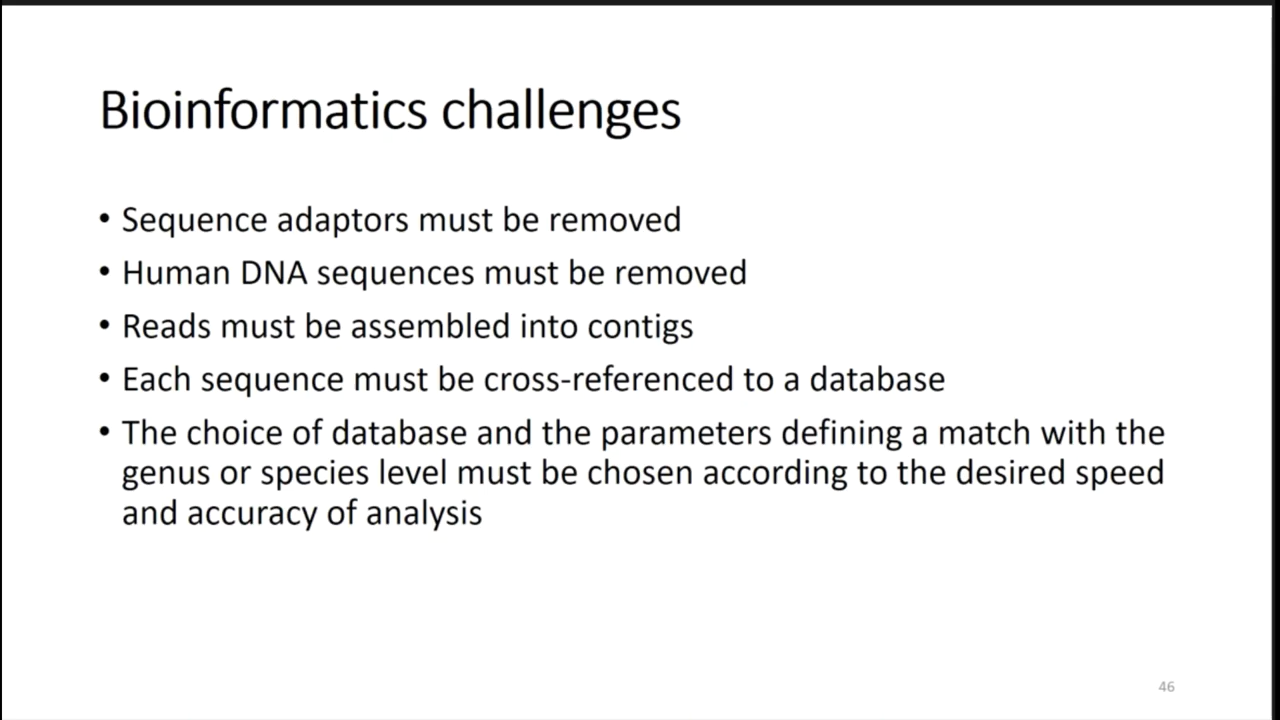 Bioinformatics challenges
• Sequence adaptors must be removed
• Human DNA sequences must be removed
• Reads must be assembled into contigs
• Each sequence must be cross-referenced to a database
• The choice of database and the parameters defining a match with the
genus or species level must be chosen according to the desired speed
and accuracy of analysis
46